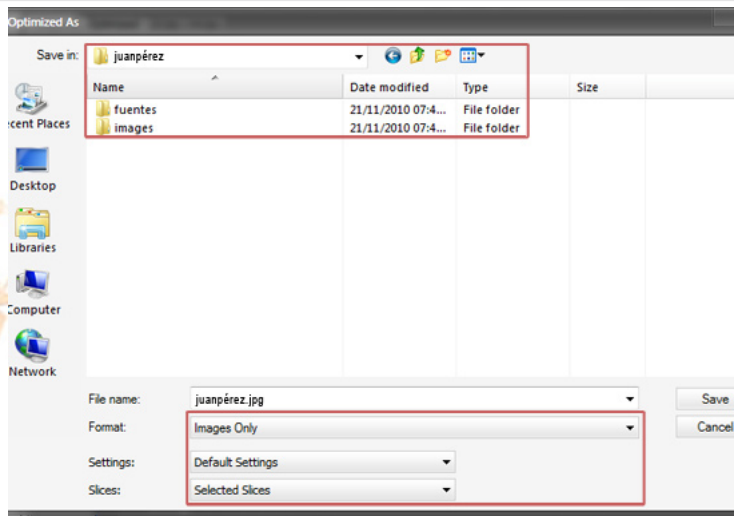 Optimized As
Save in: juanpérez
Name Date modified Type Size
fuentes 21/11/2010 07:4... File folder
images 21/11/2010 07:4... File folder
cent Places
Desktop
Libraries
Computer
Network
File name: juanpérez.jpg Save
Format: Images Only Cancel
Settings: Default Settings
Slices: Selected Slices